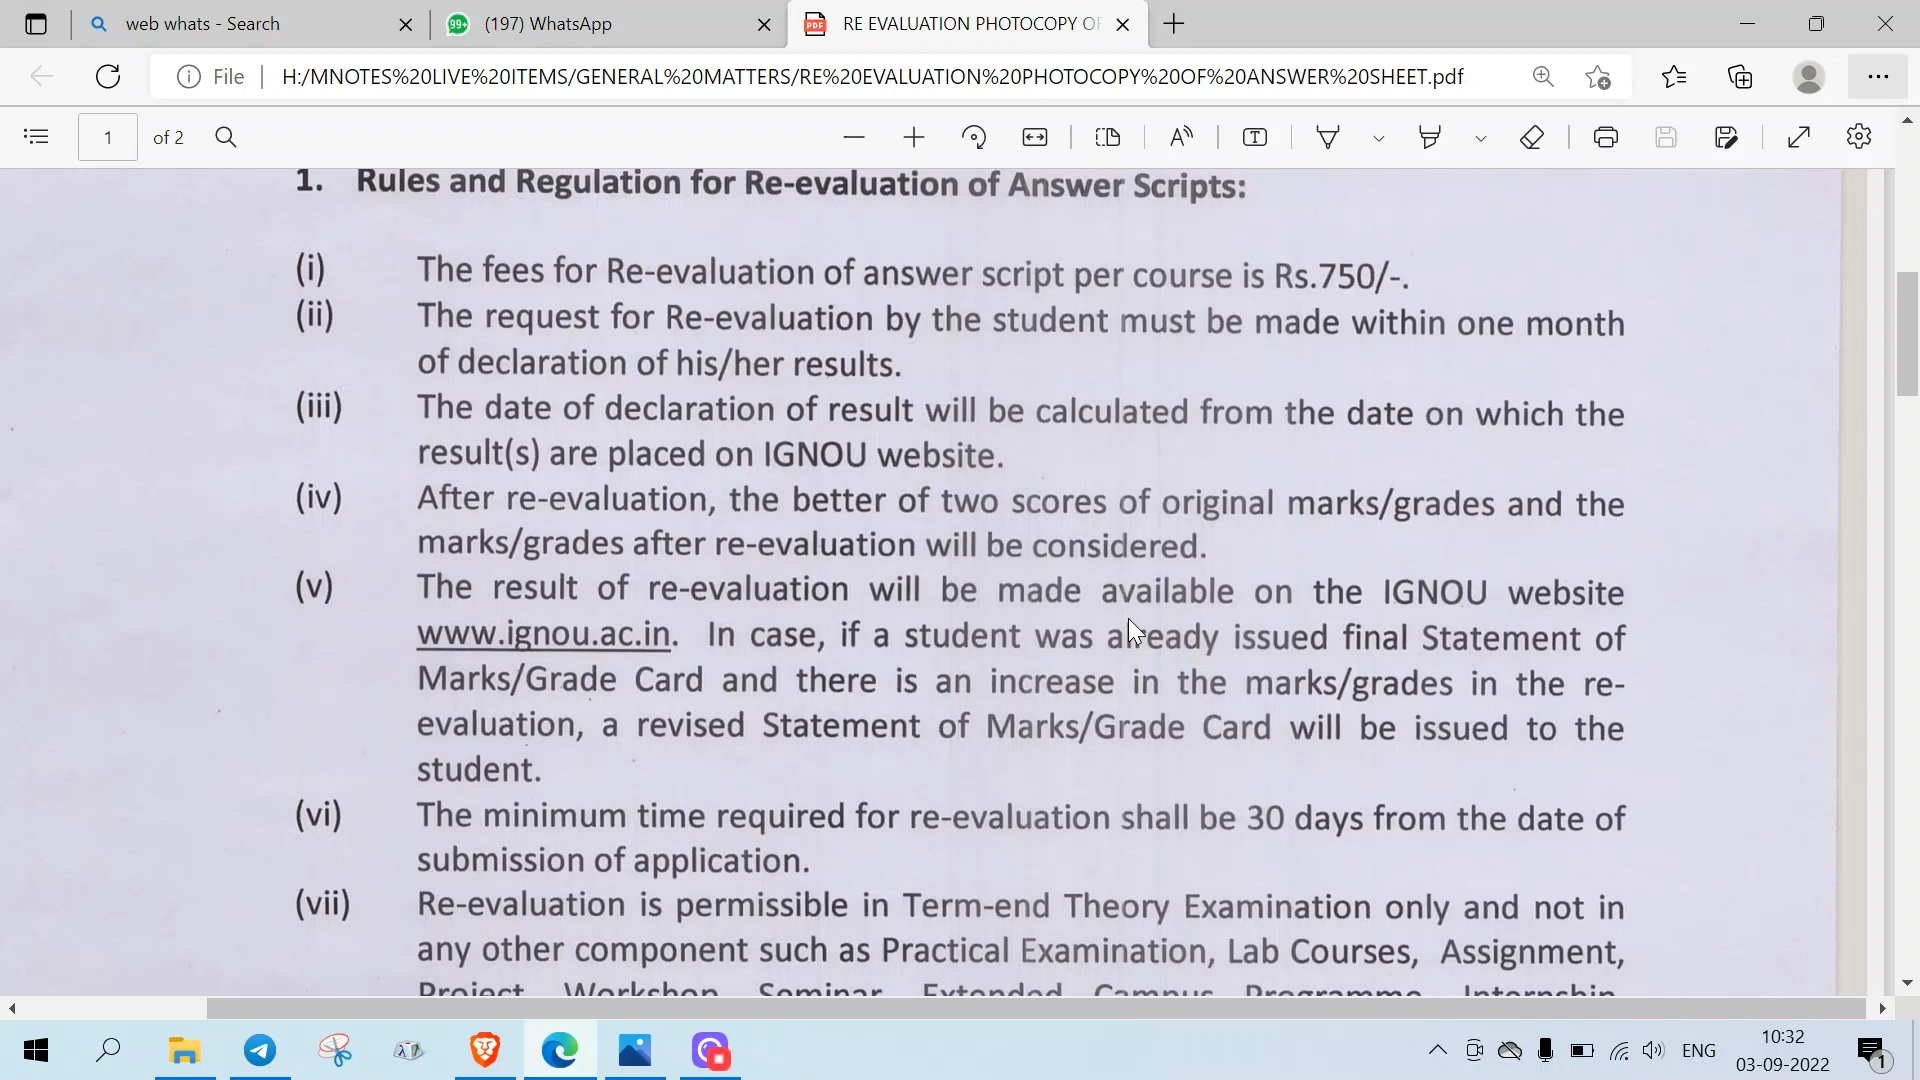 web whats - Search
99+
(197) WhatsApp
PDF
RE EVALUATION PHOTOCOPY OF
File
H:/MNOTES%20LIVE%20ITEMS/GENERAL%20MATTERS/RE%20EVALUATION%20PHOTOCOPY%20OF%20ANSWER%20SHEET.pdf
1
of 2
1. Rules and Regulation for Re-evaluation of Answer Scripts:
(i) The fees for Re-evaluation of answer script per course is Rs.750/-.
(ii) The request for Re-evaluation by the student must be made within one month
of declaration of his/her results.
(iii) The date of declaration of result will be calculated from the date on which the
result(s) are placed on IGNOU website.
(iv) After re-evaluation, the better of two scores of original marks/grades and the
marks/grades after re-evaluation will be considered.
(v) The result of re-evaluation will be made available on the IGNOU website
www.ignou.ac.in. In case, if a student was already issued final Statement of
Marks/Grade Card and there is an increase in the marks/grades in the re-
evaluation, a revised Statement of Marks/Grade Card will be issued to the
student.
(vi) The minimum time required for re-evaluation shall be 30 days from the date of
submission of application.
(vii) Re-evaluation is permissible in Term-end Theory Examination only and not in
any other component such as Practical Examination, Lab Courses, Assignment,
Project Workshop Seminar Extended Campus Programme Internship
ENG
10:32
03-09-2022
1